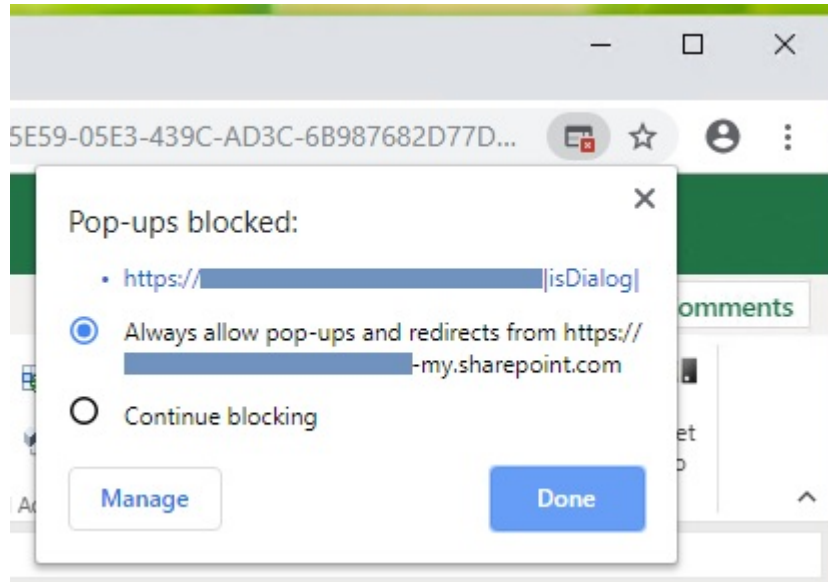 5E59-05E3-439C-AD3C-6B987682D77D...
Pop-ups blocked:
• https:// |isDialog|
Always allow pop-ups and redirects from https://
-my.sharepoint.com
omments
Continue blocking
et
Manage
Done